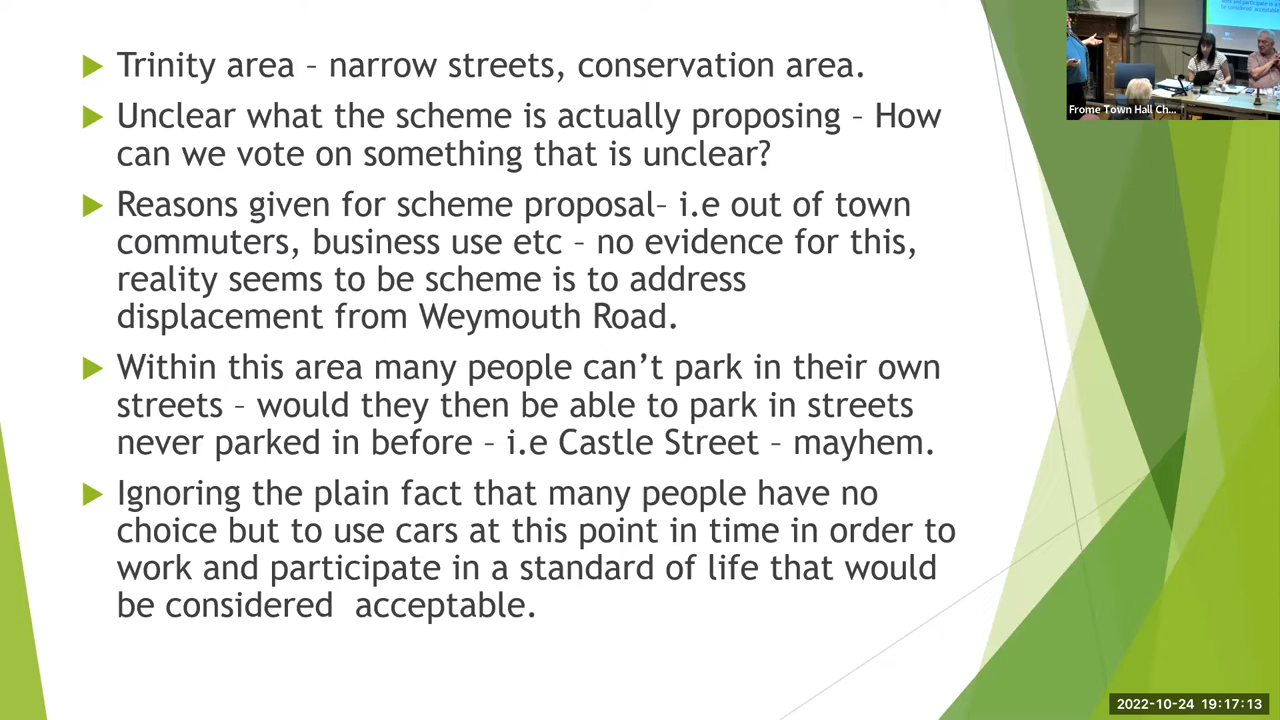 Trinity area – narrow streets, conservation area.
Unclear what the scheme is actually proposing – How
can we vote on something that is unclear?
Reasons given for scheme proposal– i.e out of town
commuters, business use etc – no evidence for this,
reality seems to be scheme is to address
displacement from Weymouth Road.
Within this area many people can’t park in their own
streets – would they then be able to park in streets
never parked in before – i.e Castle Street – mayhem.
Ignoring the plain fact that many people have no
choice but to use cars at this point in time in order to
work and participate in a standard of life that would
be considered  acceptable.
Frome Town Hall Ch...
2022-10-24 19:17:13